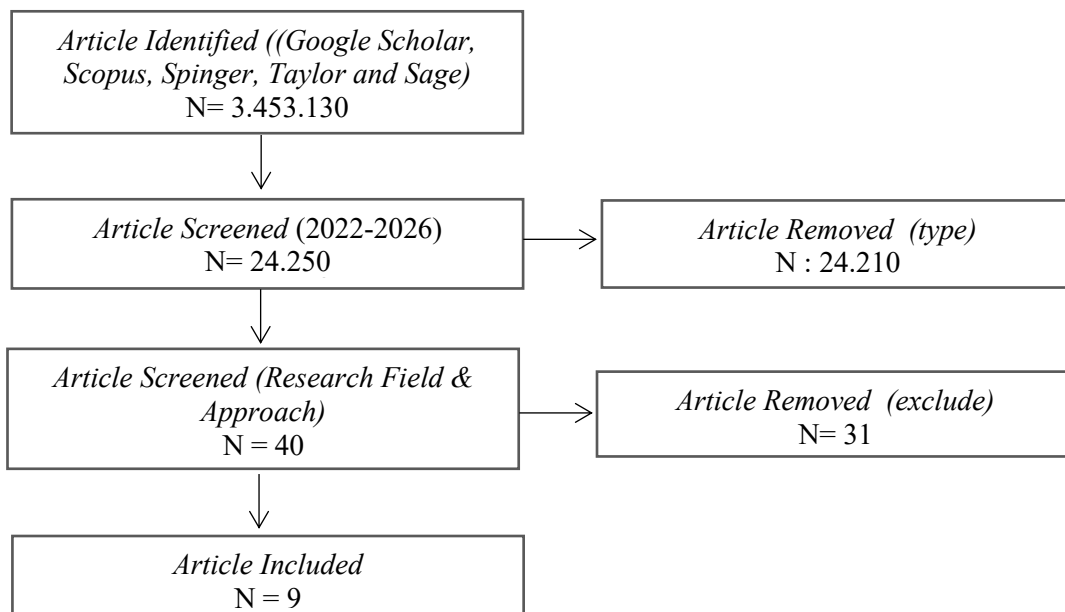 Article Identified ((Google Scholar,
Scopus, Spinger, Taylor and Sage)
N= 3.453.130
Article Screened (2022-2026)
N= 24.250
Article Removed (type)
N : 24.210
Article Screened (Research Field &
Approach)
N = 40
Article Removed (exclude)
N= 31
Article Included
N = 9